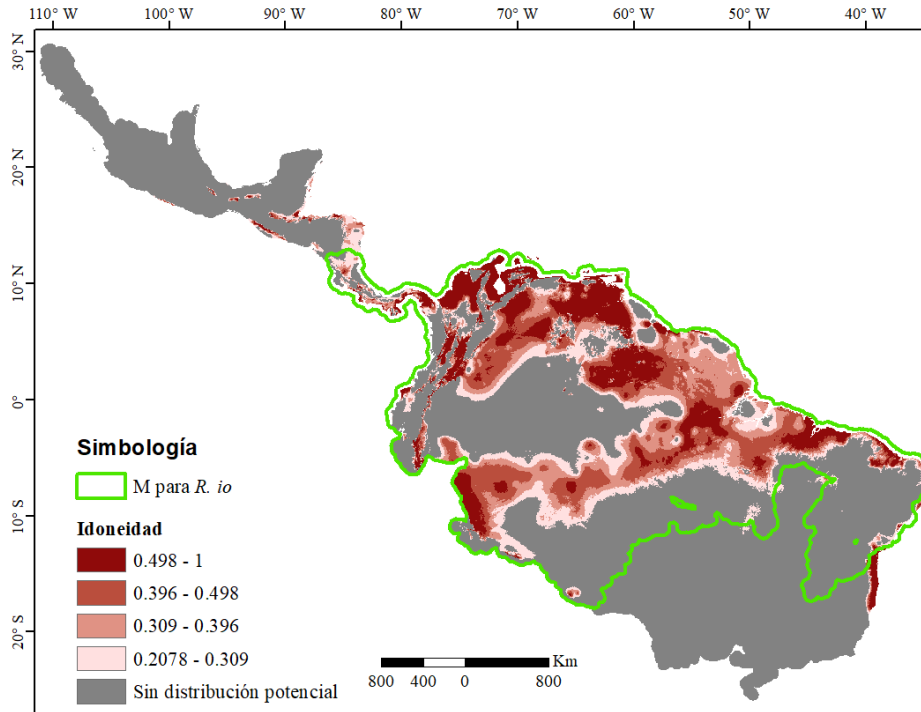 110° W 100° W 90° W 80° W 70° W 60° W 50° W 40° W
30° N
20° N
10° N
0°
10° S
20° S
Simbología
M para R. io
Idoneidad
0.498 - 1
0.396 - 0.498
0.309 - 0.396
0.2078 - 0.309
Sin distribución potencial
Km
800 400 0 800